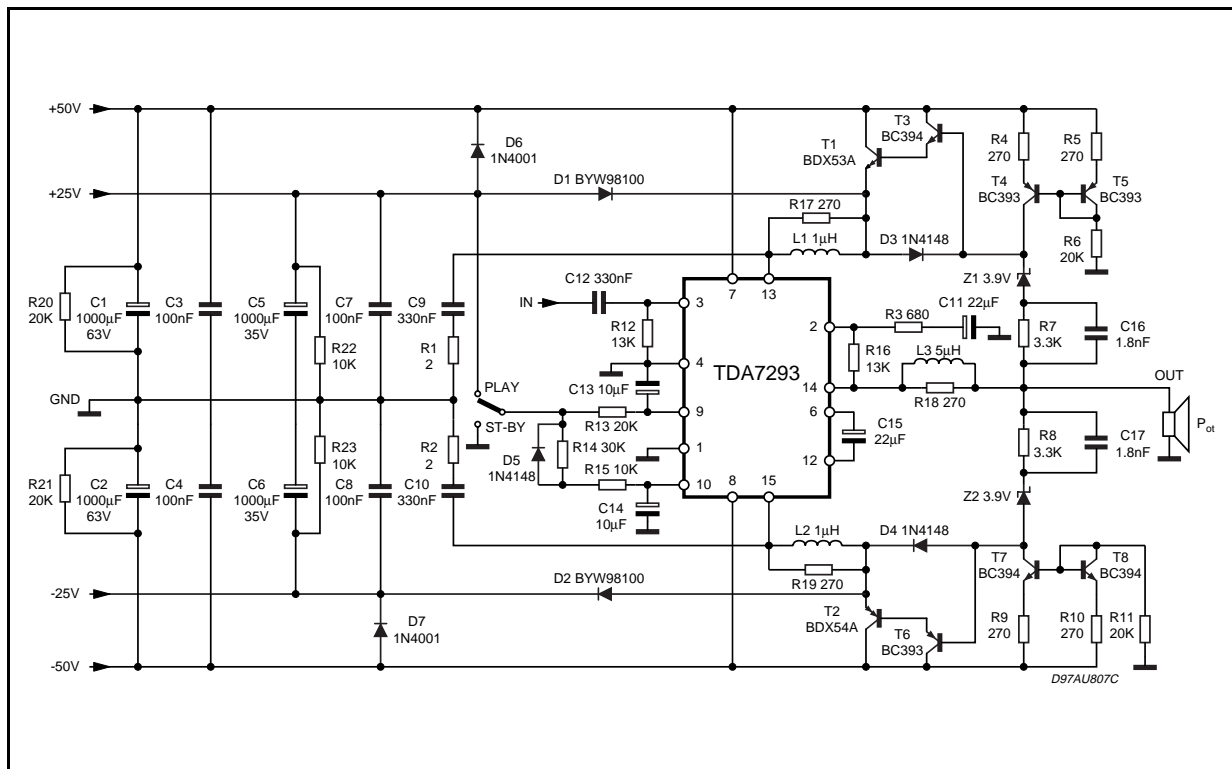 +50V
+25V
GND
-25V
-50V
R20
20K
C1
1000µF
63V
C3
100nF
C5
1000µF
35V
R22
10K
C7
100nF
C9
330nF
R1
2
R21
20K
C2
1000µF
63V
C4
100nF
C6
1000µF
35V
R23
10K
C8
100nF
C10
330nF
R2
2
D6
1N4001
D7
1N4001
D1 BYW98100
D2 BYW98100
PLAY
ST-BY
D5
1N4148
IN
C12 330nF
R12
13K
C13 10µF
R13 20K
R14 30K
R15 10K
C14
10µF
R17 270
L1 1µH
D3 1N4148
T1
BDX53A
T3
BC394
R4
270
R5
270
T4
BC393
T5
BC393
R6
20K
Z1 3.9V
TDA7293
3
4
9
1
10
7
13
2
14
6
12
8
15
R3 680
C11 22µF
R16
13K
L3 5µH
R18 270
C15
22µF
R7
3.3K
C16
1.8nF
OUT
Pot
R8
3.3K
C17
1.8nF
Z2 3.9V
L2 1µH
D4 1N4148
R19 270
T2
BDX54A
T6
BC393
T7
BC394
T8
BC394
R9
270
R10
270
R11
20K
D97AU807C